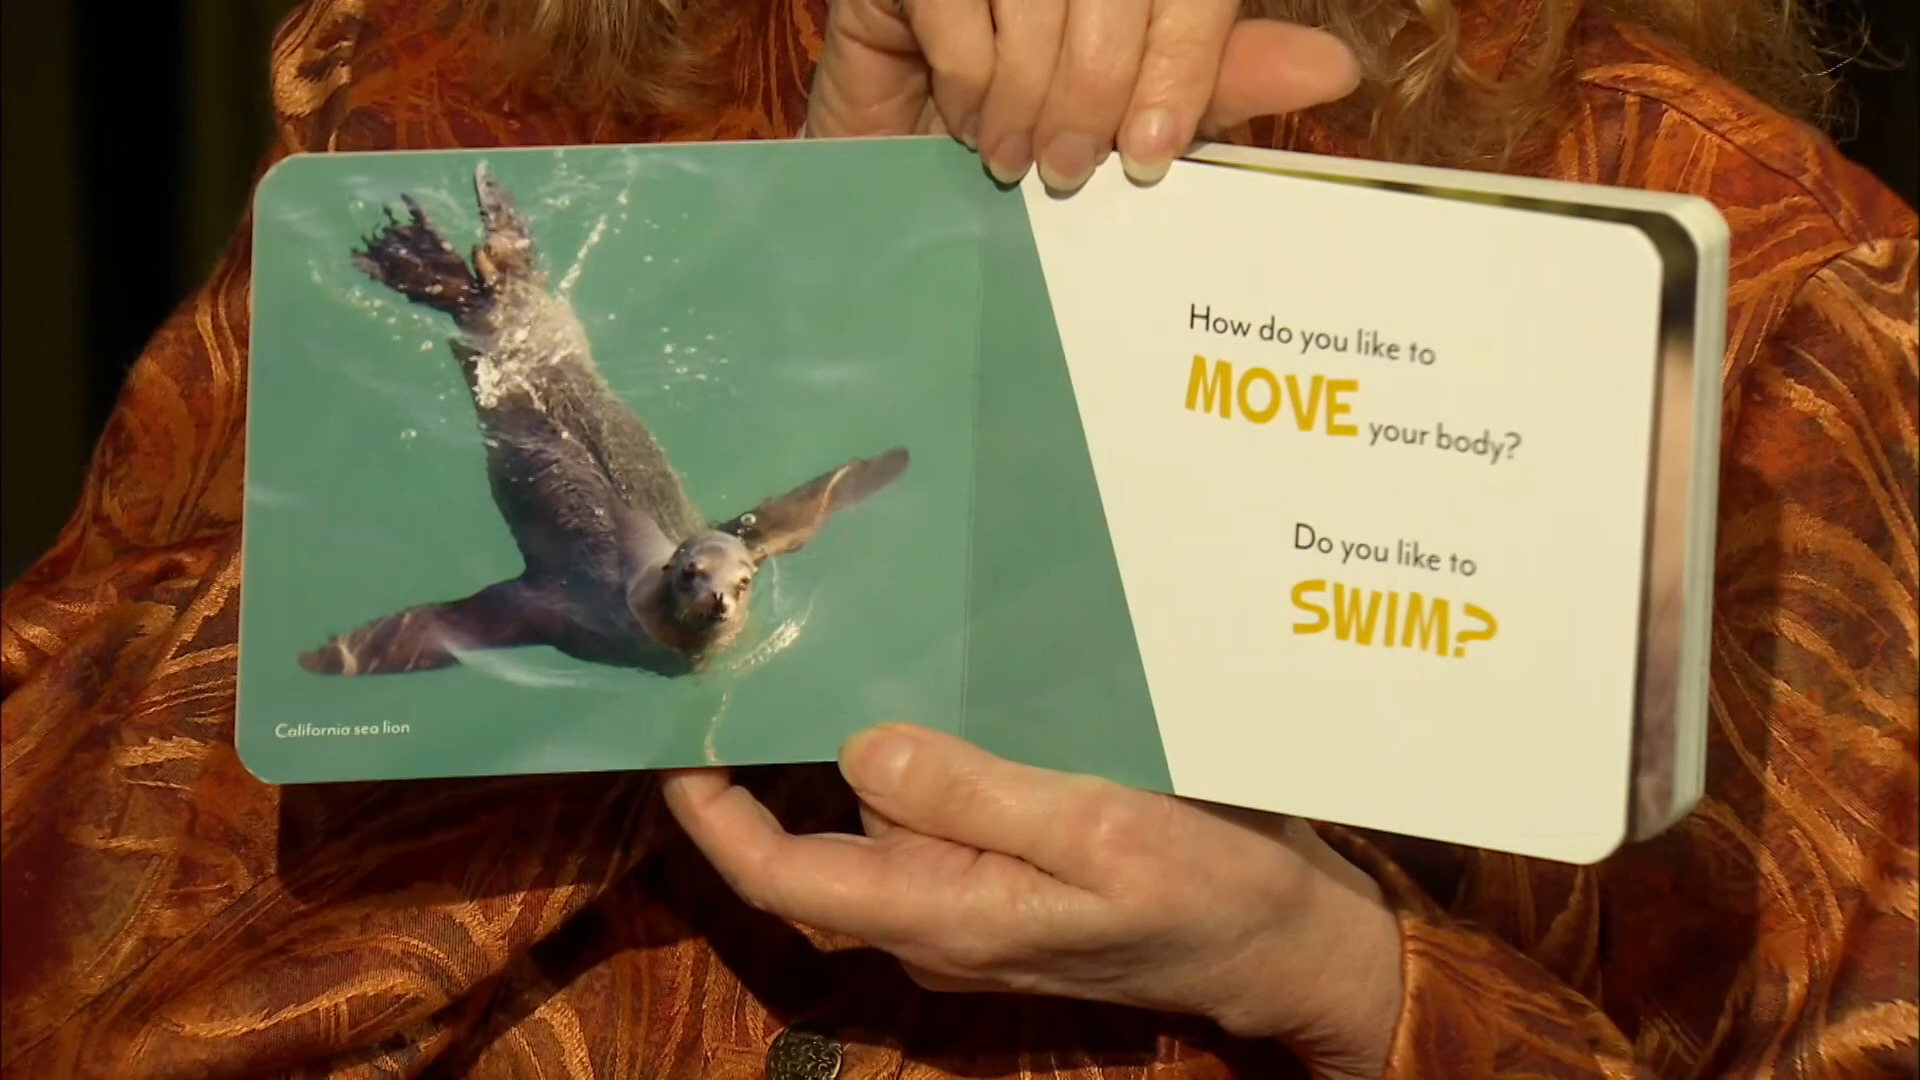 California sea lion
How do you like to
MOVE your body?
Do you like to
SWIM?